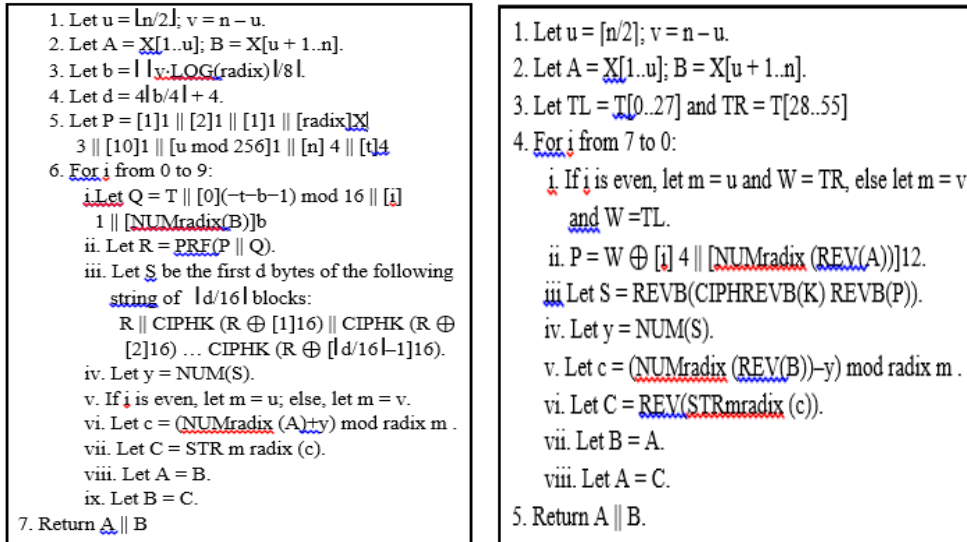 1. Let u = ⌊n/2⌋; v = n – u.
2. Let A = X[1..u]; B = X[u + 1..n].
3. Let b = ⌈ ⌈v·LOG(radix)⌉/8⌉.
4. Let d = 4⌈b/4⌉ + 4.
5. Let P = [1]1 || [2]1 || [1]1 || [radix]X
3 || [10]1 || [u mod 256]1 || [n] 4 || [t]4
6. For i from 0 to 9:
i.Let Q = T || [0](−t−b−1) mod 16 || [i]
1 || [NUMradix(B)]b
ii. Let R = PRF(P || Q).
iii. Let S be the first d bytes of the following
string of ⌈d/16⌉ blocks:
R || CIPHK (R ⊕ [1]16) || CIPHK (R ⊕
[2]16) … CIPHK (R ⊕ [⌈d/16⌉–1]16).
iv. Let y = NUM(S).
v. If i is even, let m = u; else, let m = v.
vi. Let c = (NUMradix (A)+y) mod radix m .
vii. Let C = STR m radix (c).
viii. Let A = B.
ix. Let B = C.
7. Return A || B
1. Let u = ⌈n/2⌉; v = n – u.
2. Let A = X[1..u]; B = X[u + 1..n].
3. Let TL = T[0..27] and TR = T[28..55]
4. For i from 7 to 0:
i. If i is even, let m = u and W = TR, else let m = v
and W =TL.
ii. P = W ⊕ [i] 4 || [NUMradix (REV(A))]12.
iii Let S = REVB(CIPHREVB(K) REVB(P)).
iv. Let y = NUM(S).
v. Let c = (NUMradix (REV(B))–y) mod radix m .
vi. Let C = REV(STRmradix (c)).
vii. Let B = A.
viii. Let A = C.
5. Return A || B.